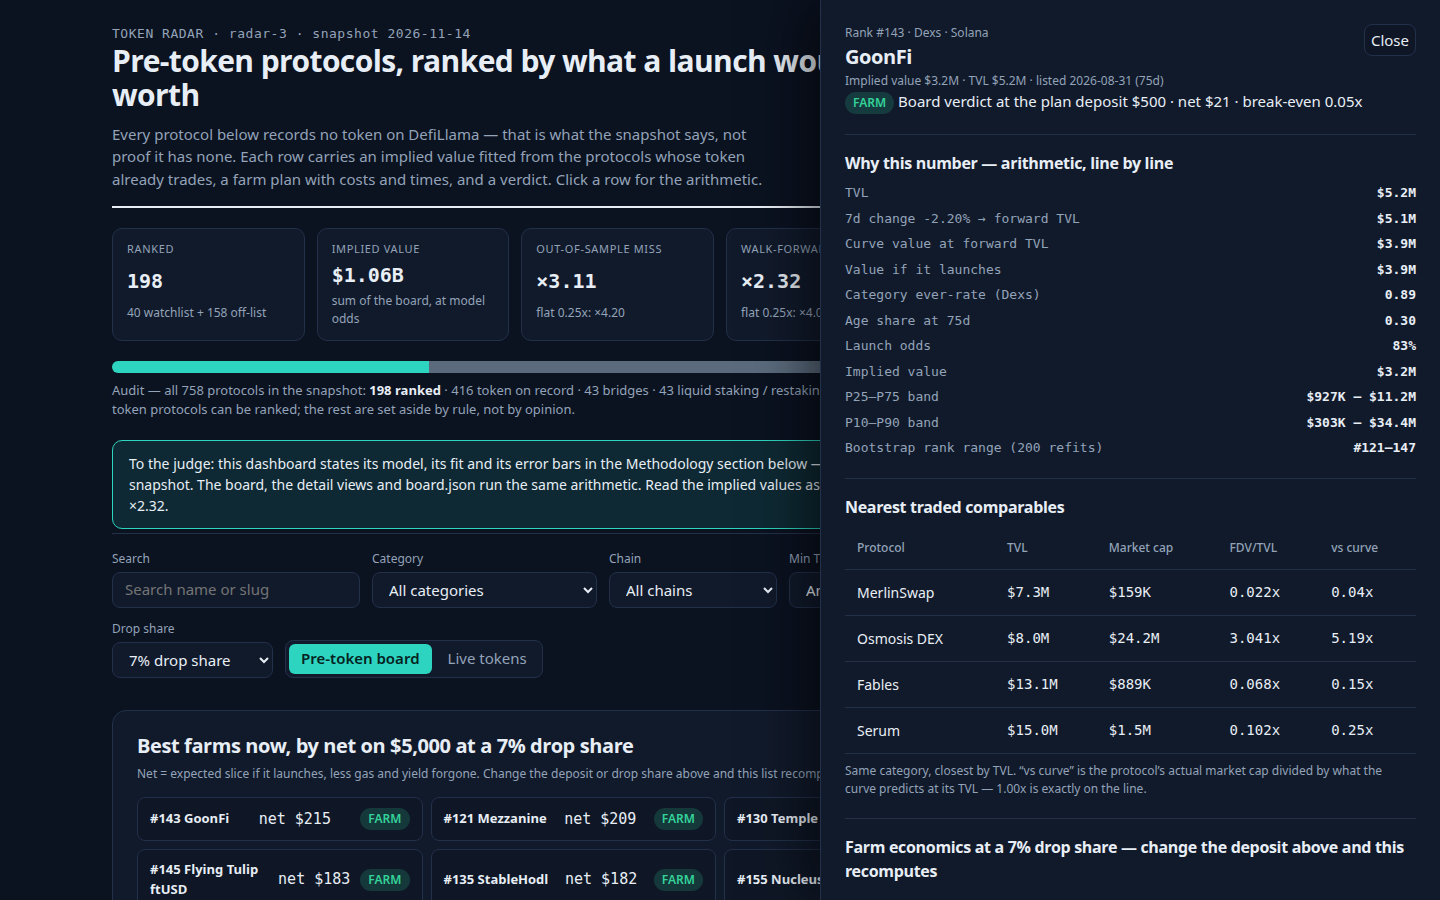 TOKEN RADAR · radar-3 · snapshot 2026-11-14
Pre-token protocols, ranked by what a launch
worth
Every protocol below records no token on DefiLlama — that is what the snapshot says, not
proof it has none. Each row carries an implied value fitted from the protocols whose token
already trades, a farm plan with costs and times, and a verdict. Click a row for the arithmetic.
RANKED
198
40 watchlist + 158 off-list
IMPLIED VALUE
$1.06B
sum of the board, at model
odds
OUT-OF-SAMPLE MISS
×3.11
flat 0.25x: ×4.20
×2.32
flat 0.25x:
Audit — all 758 protocols in the snapshot: 198 ranked · 416 token on record · 43 bridges · 43 liquid staking /
token protocols can be ranked; the rest are set aside by rule, not by opinion.
To the judge: this dashboard states its model, its fit and its error bars in the Methodology section below —
snapshot. The board, the detail views and board.json run the same arithmetic. Read the implied values as
×2.32.
Search
Category
Chain
Min
Search name or slug
All categories
All chains
Drop share
7% drop share
Pre-token board
Live tokens
Best farms now, by net on $5,000 at a 7% drop share
Net = expected slice if it launches, less gas and yield forgone. Change the deposit or drop share above and this list
#143 GoonFi net $215 FARM
#121 Mezzanine net $209 FARM
#130 Temple
#145 Flying Tulip
ftUSD
net $183 FARM
#135 StableHodl net $182 FARM
#155
Rank #143 · Dexs · Solana
Close
GoonFi
Implied value $3.2M · TVL $5.2M · listed 2026-08-31 (75d)
FARM Board verdict at the plan deposit $500 · net $21 · break-even 0.05x
Why this number — arithmetic, line by line
TVL $5.2M
7d change -2.20% → forward TVL $5.1M
Curve value at forward TVL $3.9M
Value if it launches $3.9M
Category ever-rate (Dexs) 0.89
Age share at 75d 0.30
Launch odds 83%
Implied value $3.2M
P25–P75 band $927K – $11.2M
P10–P90 band $303K – $34.4M
Bootstrap rank range (200 refits) #121–147
Nearest traded comparables
Protocol TVL Market cap FDV/TVL vs curve
MerlinSwap $7.3M $159K 0.022x 0.04x
Osmosis DEX $8.0M $24.2M 3.041x 5.19x
Fables $13.1M $889K 0.068x 0.15x
Serum $15.0M $1.5M 0.102x 0.25x
Same category, closest by TVL. “vs curve” is the protocol’s actual market cap divided by what the
curve predicts at its TVL — 1.00x is exactly on the line.
Farm economics at a 7% drop share — change the deposit above and this
recomputes